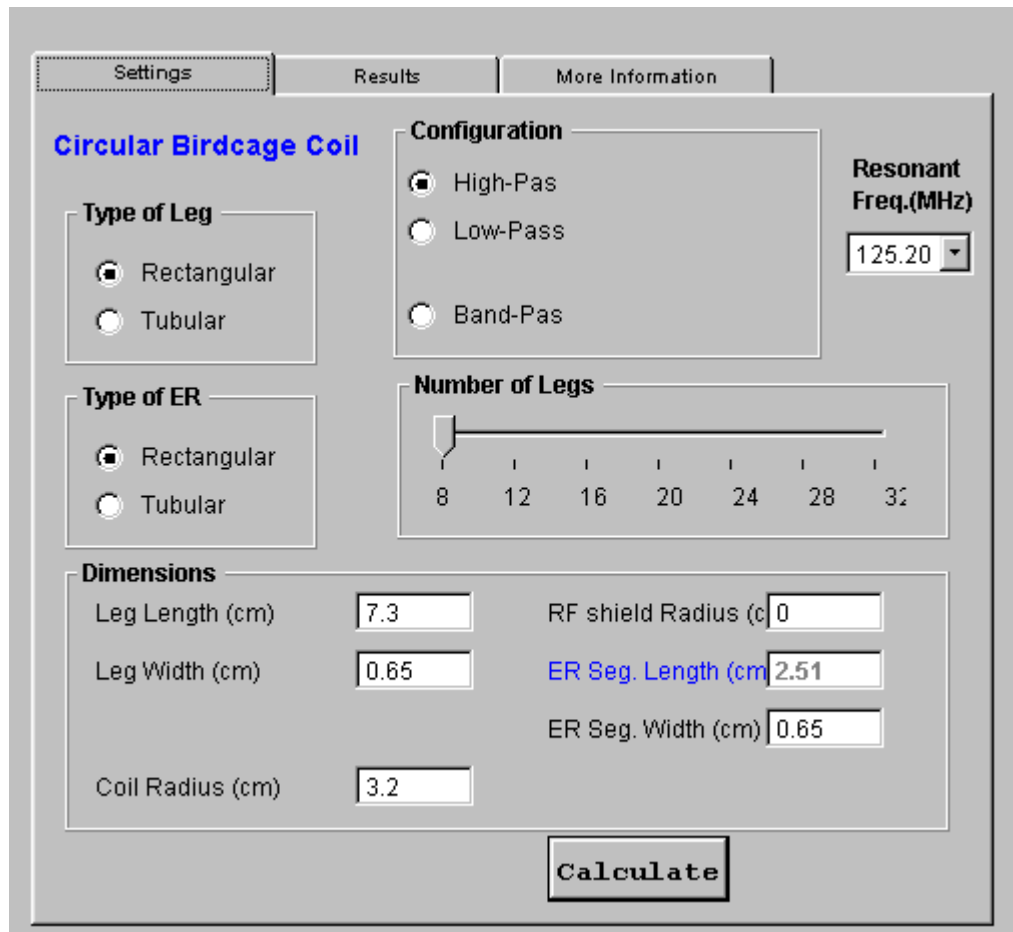 Settings
Results
More Information
Circular Birdcage Coil
Configuration
High-Pas
Low-Pass
Band-Pas
Resonant
Freq.(MHz)
125.20
Type of Leg
Rectangular
Tubular
Type of ER
Rectangular
Tubular
Number of Legs
8 12 16 20 24 28 32
Dimensions
Leg Length (cm) 7.3
RF shield Radius (c 0
Leg Width (cm) 0.65
ER Seg. Length (cm 2.51
ER Seg. Width (cm) 0.65
Coil Radius (cm) 3.2
Calculate